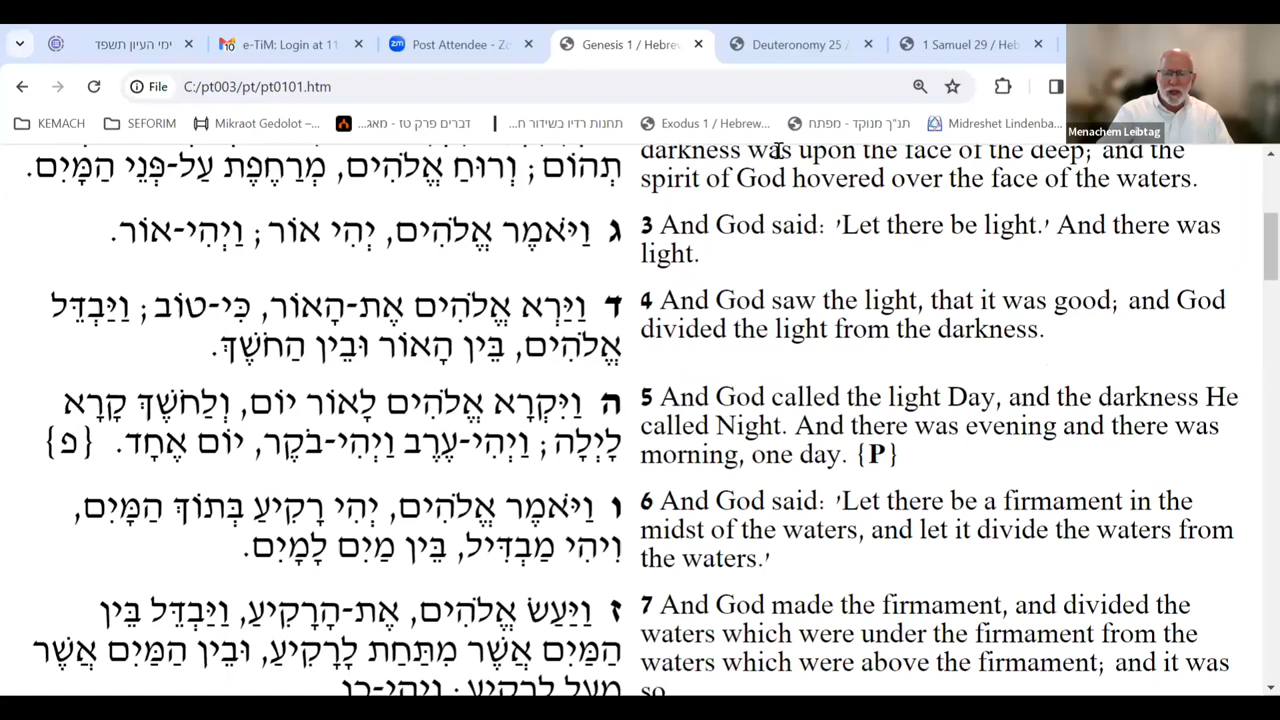 ימי העיון תשפד
e-TiM: Login at 11
Post Attendee - Zo
Genesis 1 / Hebrew
Deuteronomy 25 /
1 Samuel 29 / Heb
File
C:/pt003/pt/pt0101.htm
KEMACH
SEFORIM
Mikraot Gedolot –...
דברים פרק טז - מאג...
תחנות רדיו בשידור ח...
Exodus 1 / Hebrew...
תנ"ך מנוקד - מפתח
Midreshet Lindenba...
Menachem Leibtag
תְהוֹם; וְרוּחַ אֱלֹהִים, מְרַחֶפֶת עַל-פְּנֵי הַמָּיִם.
darkness was upon the face of the deep; and the
spirit of God hovered over the face of the waters.
ג וַיֹּאמֶר אֱלֹהִים, יְהִי אוֹר; וַיְהִי-אוֹר.
3 And God said: 'Let there be light.' And there was
light.
ד וַיַּרְא אֱלֹהִים אֶת-הָאוֹר, כִּי-טוֹב; וַיַּבְדֵּל
אֱלֹהִים, בֵּין הָאוֹר וּבֵין הַחֹשֶׁךְ.
4 And God saw the light, that it was good; and God
divided the light from the darkness.
ה וַיִּקְרָא אֱלֹהִים לָאוֹר יוֹם, וְלַחֹשֶׁךְ קָרָא
לָיְלָה; וַיְהִי-עֶרֶב וַיְהִי-בֹקֶר, יוֹם אֶחָד. {פ}
5 And God called the light Day, and the darkness He
called Night. And there was evening and there was
morning, one day. {P}
ו וַיֹּאמֶר אֱלֹהִים, יְהִי רָקִיעַ בְּתוֹךְ הַמָּיִם,
וִיהִי מַבְדִּיל, בֵּין מַיִם לָמָיִם.
6 And God said: 'Let there be a firmament in the
midst of the waters, and let it divide the waters from
the waters.'
ז וַיַּעַשׂ אֱלֹהִים, אֶת-הָרָקִיעַ, וַיַּבְדֵּל בֵּין
הַמַּיִם אֲשֶׁר מִתַּחַת לָרָקִיעַ, וּבֵין הַמַּיִם אֲשֶׁר
מֵעַל לָרָקִיעַ; וַיְהִי-כֵן
7 And God made the firmament, and divided the
waters which were under the firmament from the
waters which were above the firmament; and it was
so